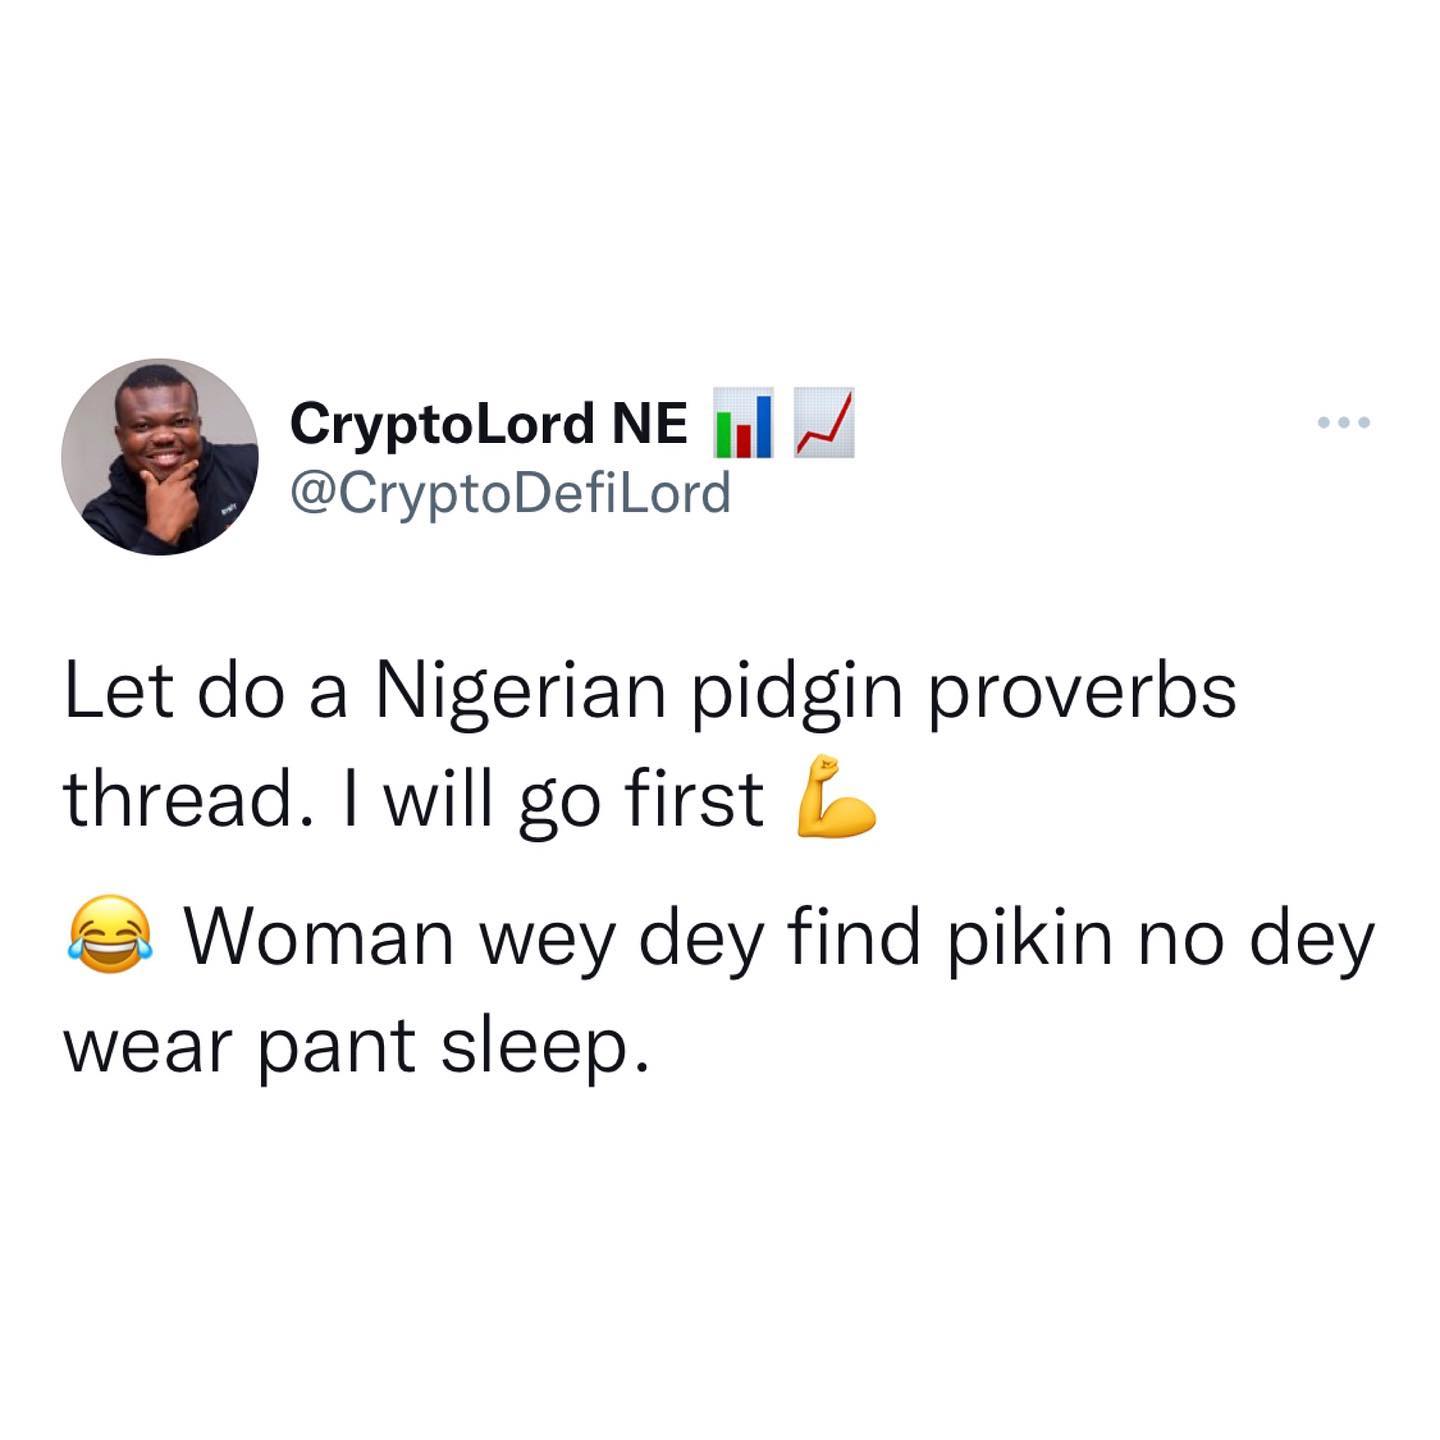 CryptoLord NE 📊 📈
@CryptoDefiLord
Let do a Nigerian pidgin proverbs
thread. I will go first 💪
😂 Woman wey dey find pikin no dey
wear pant sleep.